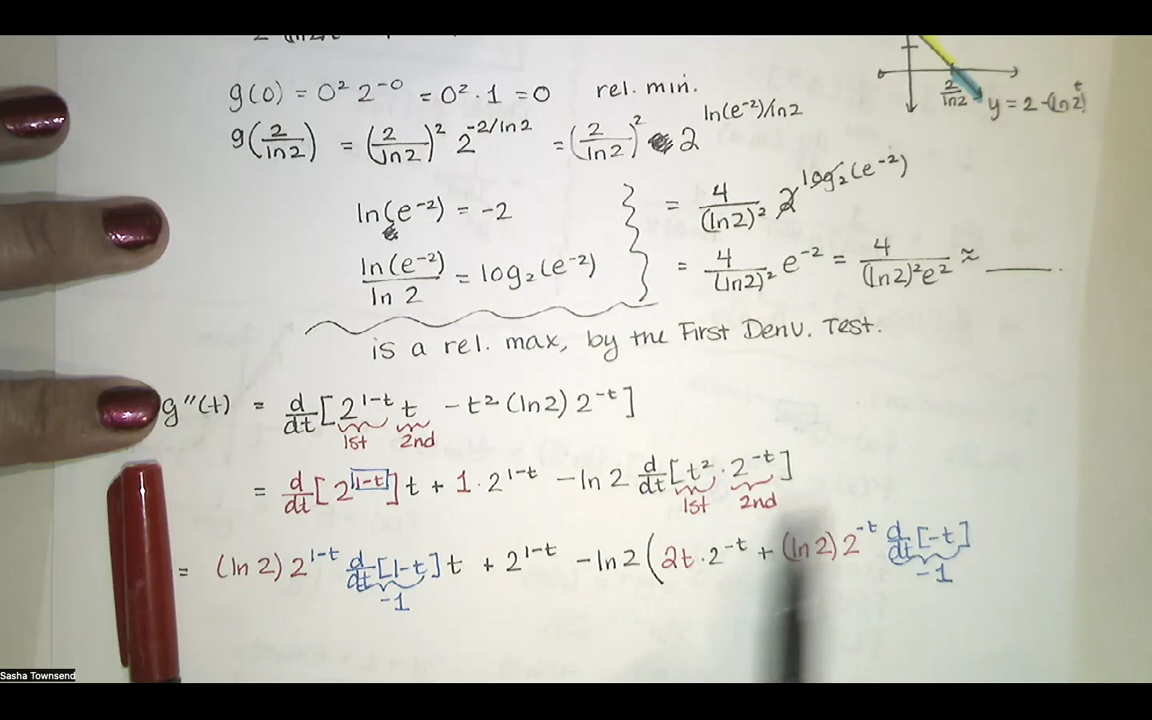 g(0) = 0² 2⁻⁰ = 0² · 1 = 0 rel. min.
g(2/ln2) = (2/ln2)² 2^(-2/ln2) = (2/ln2)² 2^(ln(e⁻²)/ln2)
2/ln2
y = 2-(ln2)t
ln(e⁻²) = -2
= 4/(ln2)² 2^(log₂(e⁻²))
ln(e⁻²)/ln 2 = log₂(e⁻²)
= 4/(ln2)² e⁻² = 4/((ln2)²e²) ≈ ____.
is a rel. max, by the First Deriv. Test.
g″(t) = d/dt[2^(1-t) t - t² (ln2) 2^(-t)]
1st 2nd
= d/dt[2^(1-t)]t + 1 · 2^(1-t) - ln 2 d/dt[t² · 2^(-t)]
1st 2nd
= (ln 2) 2^(1-t) d/dt[1-t]t + 2^(1-t) - ln 2 (2t · 2^(-t) + (ln 2) 2^(-t) d/dt[-t]
-1 -1
Sasha Townsend